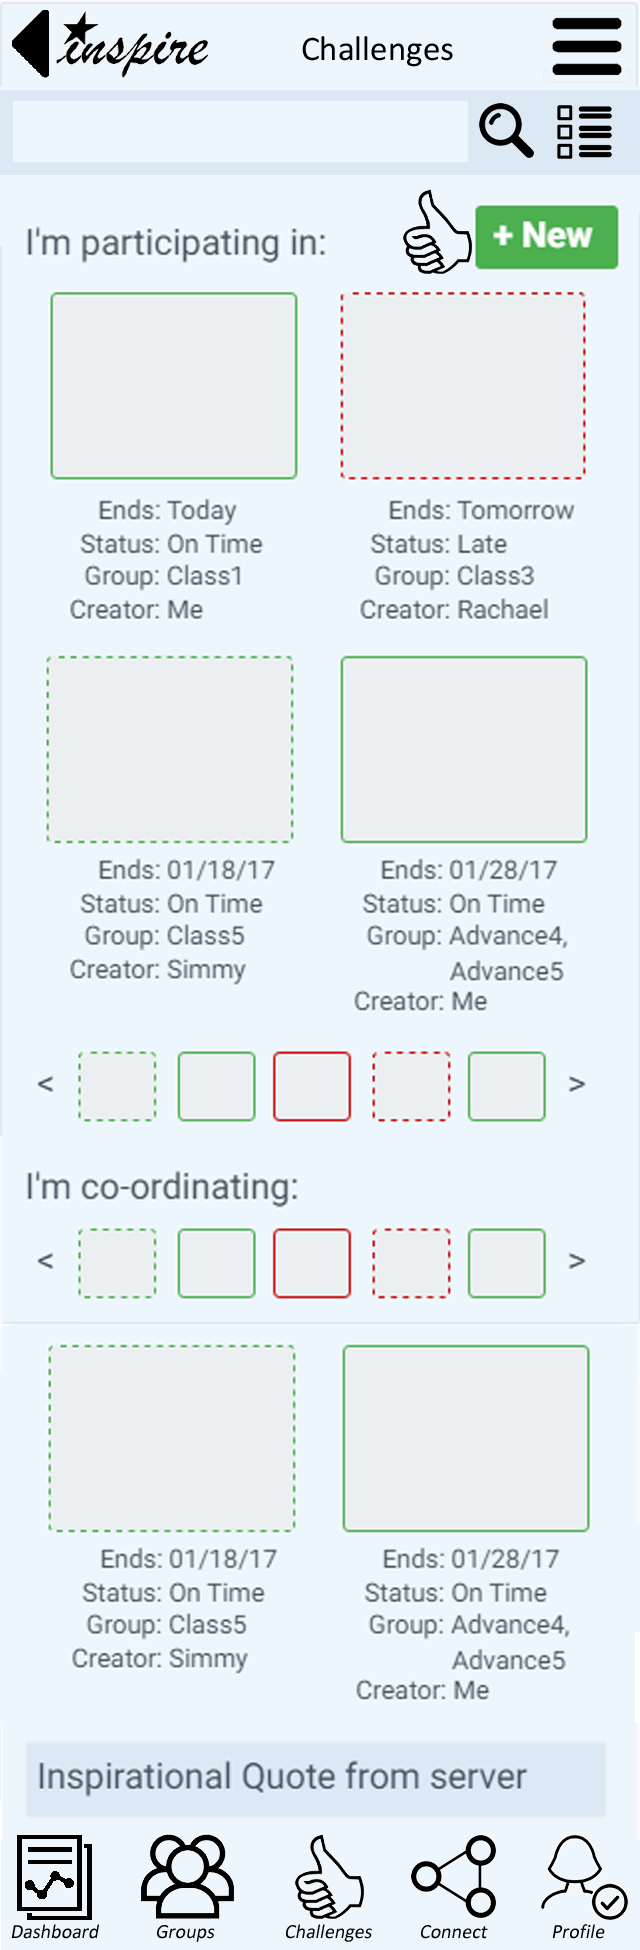 inspire
Challenges
I'm participating in:
+ New
Ends: Today
Status: On Time
Group: Class1
Creator: Me
Ends: Tomorrow
Status: Late
Group: Class3
Creator: Rachael
Ends: 01/18/17
Status: On Time
Group: Class5
Creator: Simmy
Ends: 01/28/17
Status: On Time
Group: Advance4,
Advance5
Creator: Me
< >
I'm co-ordinating:
< >
Ends: 01/18/17
Status: On Time
Group: Class5
Creator: Simmy
Ends: 01/28/17
Status: On Time
Group: Advance4,
Advance5
Creator: Me
Inspirational Quote from server
Dashboard
Groups
Challenges
Connect
Profile